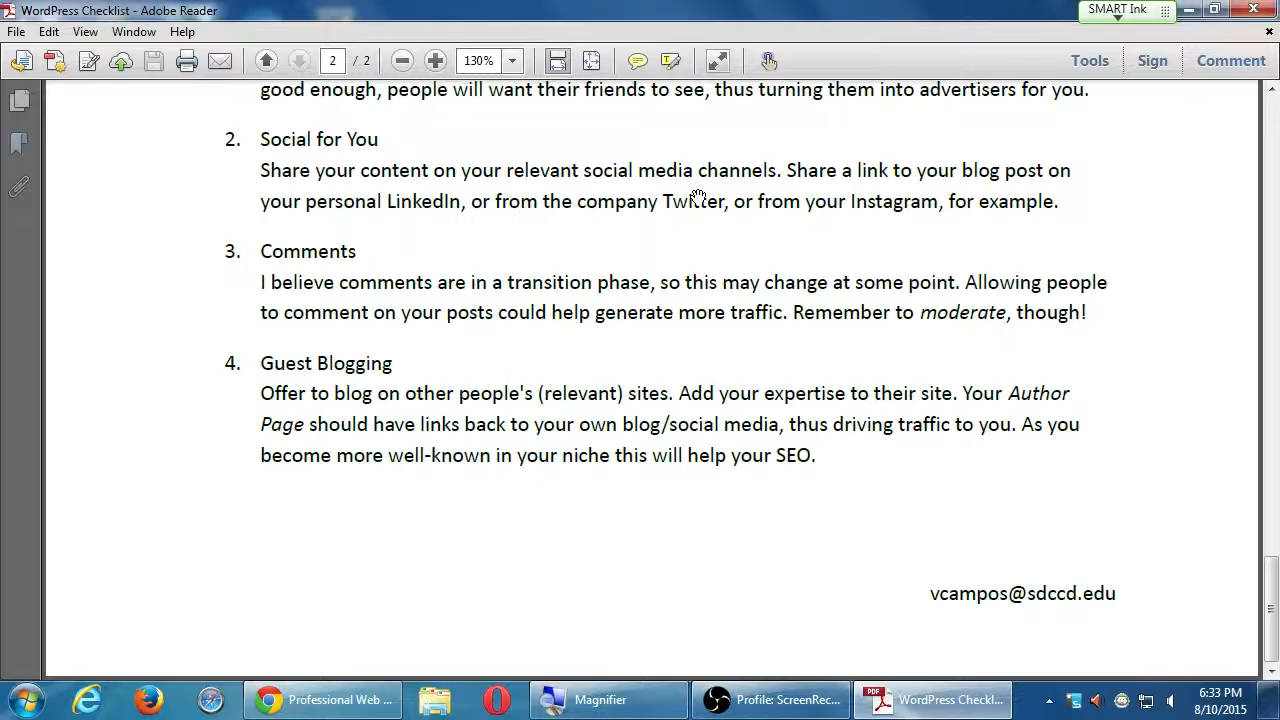 WordPress Checklist - Adobe Reader
SMART Ink
File Edit View Window Help
2 / 2 130% Tools Sign Comment
good enough, people will want their friends to see, thus turning them into advertisers for you.
2. Social for You
Share your content on your relevant social media channels. Share a link to your blog post on
your personal LinkedIn, or from the company Twitter, or from your Instagram, for example.
3. Comments
I believe comments are in a transition phase, so this may change at some point. Allowing people
to comment on your posts could help generate more traffic. Remember to moderate, though!
4. Guest Blogging
Offer to blog on other people's (relevant) sites. Add your expertise to their site. Your Author
Page should have links back to your own blog/social media, thus driving traffic to you. As you
become more well-known in your niche this will help your SEO.
vcampos@sdccd.edu
Professional Web ... Magnifier Profile: ScreenRec... PDF WordPress Checkl... 6:33 PM
8/10/2015